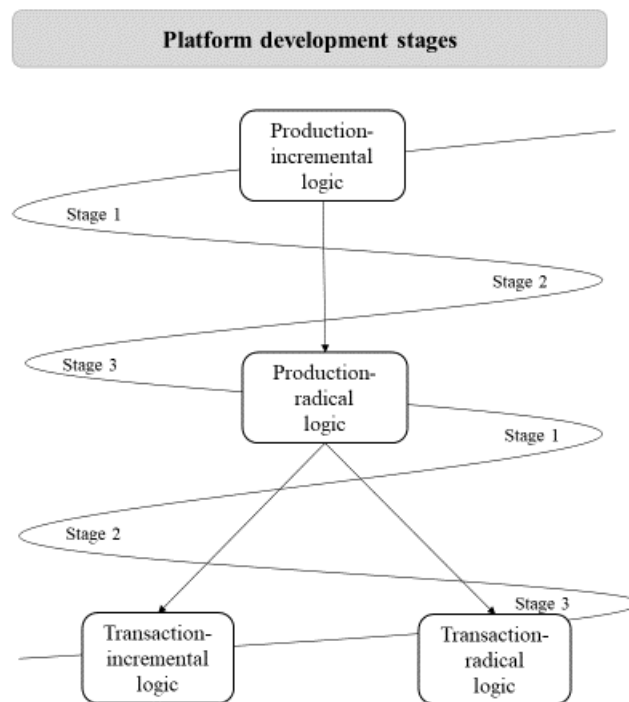 Platform development stages
Production-
incremental
logic
Stage 1
Stage 2
Stage 3
Production-
radical
logic
Stage 1
Stage 2
Stage 3
Transaction-
incremental
logic
Transaction-
radical
logic